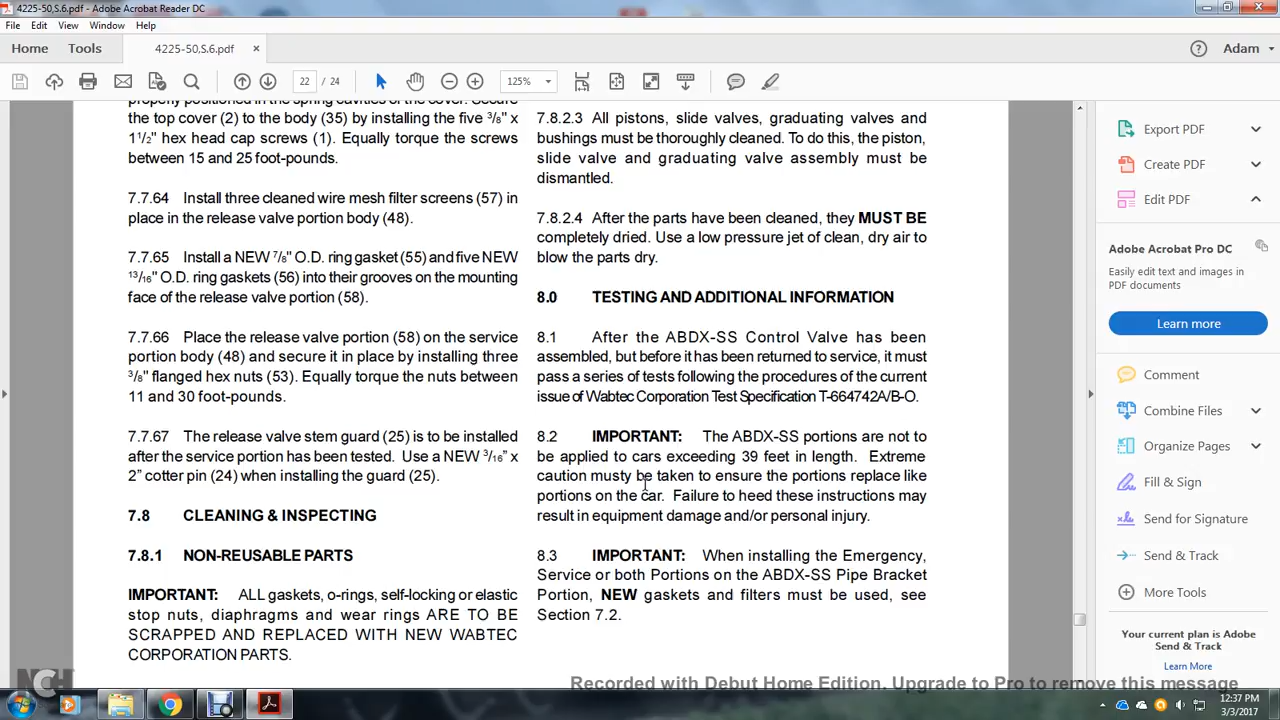 4225-50,S.6.pdf - Adobe Acrobat Reader DC
File Edit View Window Help
Home Tools 4225-50,S.6.pdf × Adam
22 / 24 125%
properly positioned in the spring cavities of the cover. Secure
the top cover (2) to the body (35) by installing the five 3/8" x
1 1/2" hex head cap screws (1). Equally torque the screws
between 15 and 25 foot-pounds.
7.7.64 Install three cleaned wire mesh filter screens (57) in
place in the release valve portion body (48).
7.7.65 Install a NEW 7/8" O.D. ring gasket (55) and five NEW
13/16" O.D. ring gaskets (56) into their grooves on the mounting
face of the release valve portion (58).
7.7.66 Place the release valve portion (58) on the service
portion body (48) and secure it in place by installing three
3/8" flanged hex nuts (53). Equally torque the nuts between
11 and 30 foot-pounds.
7.7.67 The release valve stem guard (25) is to be installed
after the service portion has been tested. Use a NEW 3/16" x
2" cotter pin (24) when installing the guard (25).
7.8 CLEANING & INSPECTING
7.8.1 NON-REUSABLE PARTS
IMPORTANT: ALL gaskets, o-rings, self-locking or elastic
stop nuts, diaphragms and wear rings ARE TO BE
SCRAPPED AND REPLACED WITH NEW WABTEC
CORPORATION PARTS.
7.8.2.3 All pistons, slide valves, graduating valves and
bushings must be thoroughly cleaned. To do this, the piston,
slide valve and graduating valve assembly must be
dismantled.
7.8.2.4 After the parts have been cleaned, they MUST BE
completely dried. Use a low pressure jet of clean, dry air to
blow the parts dry.
8.0 TESTING AND ADDITIONAL INFORMATION
8.1 After the ABDX-SS Control Valve has been
assembled, but before it has been returned to service, it must
pass a series of tests following the procedures of the current
issue of Wabtec Corporation Test Specification T-664742A/B-O.
8.2 IMPORTANT: The ABDX-SS portions are not to
be applied to cars exceeding 39 feet in length. Extreme
caution musty be taken to ensure the portions replace like
portions on the car. Failure to heed these instructions may
result in equipment damage and/or personal injury.
8.3 IMPORTANT: When installing the Emergency,
Service or both Portions on the ABDX-SS Pipe Bracket
Portion, NEW gaskets and filters must be used, see
Section 7.2.
Export PDF
Create PDF
Edit PDF
Adobe Acrobat Pro DC
Easily edit text and images in
PDF documents
Learn more
Comment
Combine Files
Organize Pages
Fill & Sign
Send for Signature
Send & Track
More Tools
Your current plan is Adobe
Send & Track
Learn More
NCH
Recorded with Debut Home Edition. Upgrade to Pro to remove this message
12:37 PM
3/3/2017